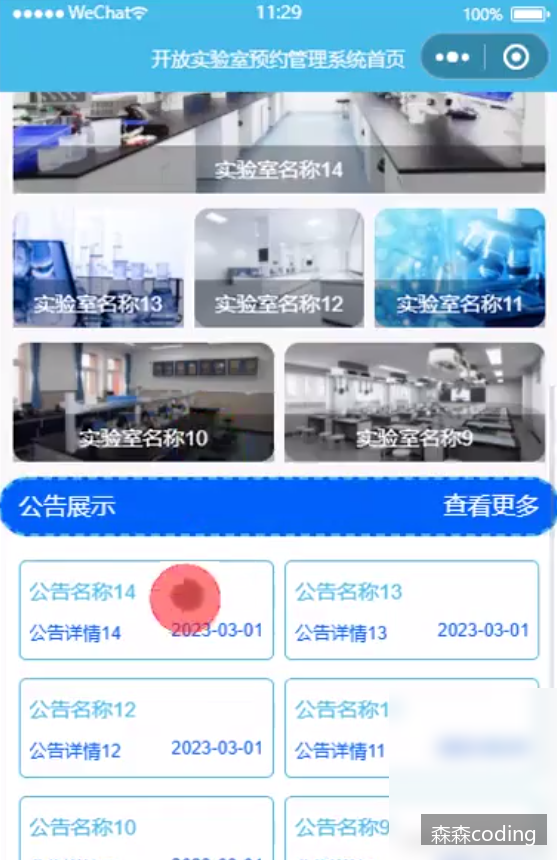 WeChat 11:29 100%
开放实验室预约管理系统首页
实验室名称14
实验室名称13 实验室名称12 实验室名称11
实验室名称10 实验室名称9
公告展示 查看更多
公告名称14 公告名称13
公告详情14 2023-03-01 公告详情13 2023-03-01
公告名称12 公告名称1
公告详情12 2023-03-01 公告详情11
公告名称10 公告名称9
森森coding